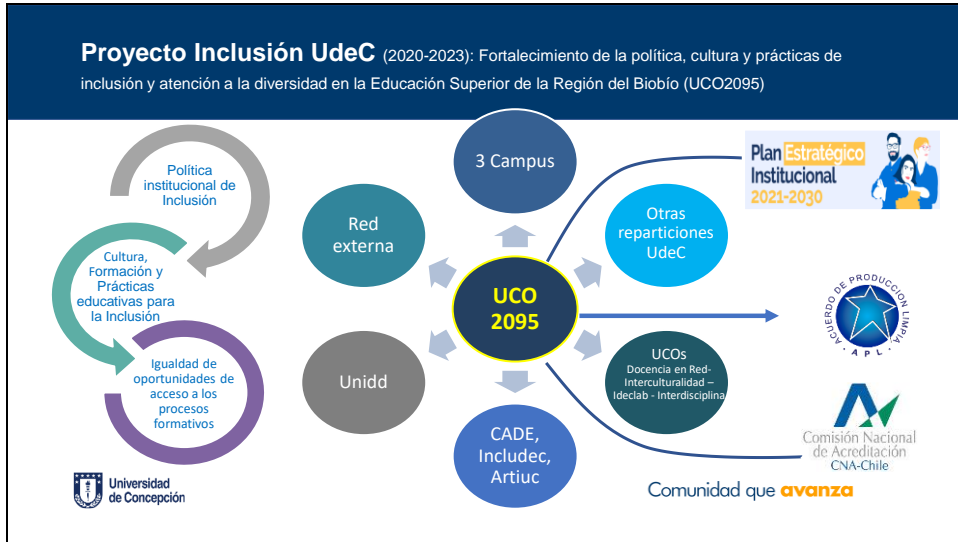 Proyecto Inclusión UdeC (2020-2023): Fortalecimiento de la política, cultura y prácticas de
inclusión y atención a la diversidad en la Educación Superior de la Región del Biobío (UCO2095)
Política
institucional de
Inclusión
Cultura,
Formación y
Prácticas
educativas para
la Inclusión
Igualdad de
oportunidades de
acceso a los
procesos
formativos
3 Campus
Red
externa
Otras
reparticiones
UdeC
UCO
2095
Unidd
UCOs
Docencia en Red-
Interculturalidad –
Ideclab - Interdisciplina
CADE,
Includec,
Artiuc
Plan Estratégico
Institucional
2021-2030
ACUERDO DE PRODUCCION LIMPIA
· A P L ·
Comisión Nacional
de Acreditación
CNA-Chile
Universidad
de Concepción
Comunidad que avanza